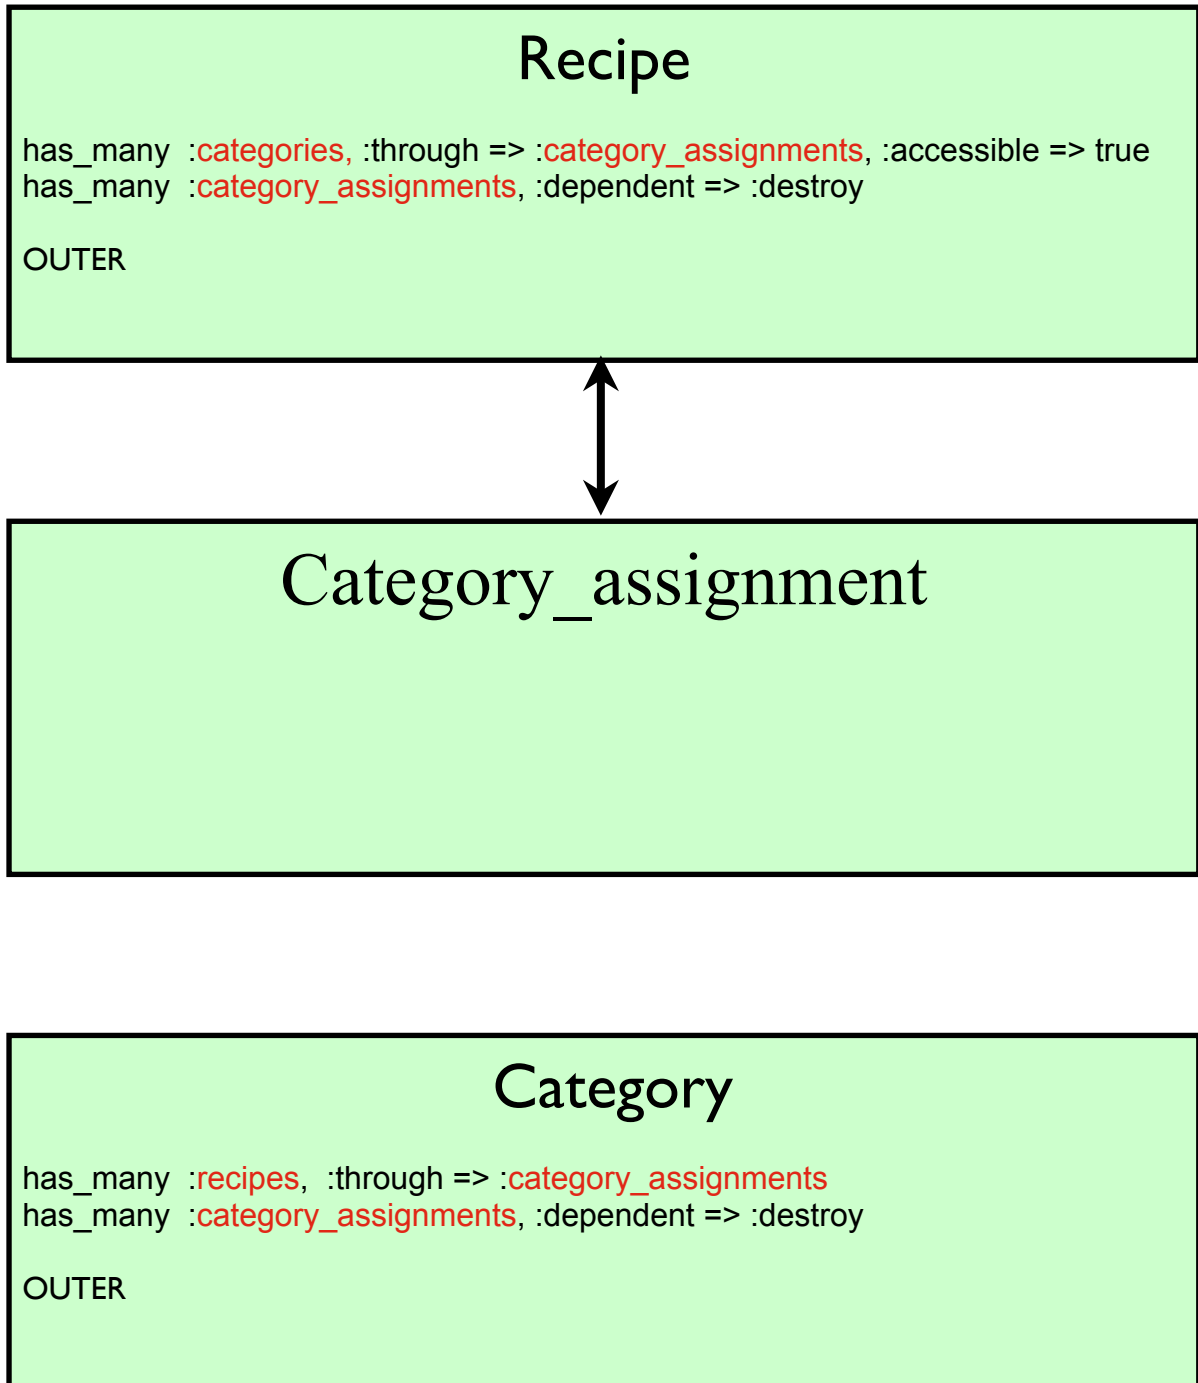 Recipe
has_many :categories, :through => :category_assignments, :accessible => true
has_many :category_assignments, :dependent => :destroy
OUTER
Category_assignment
Category
has_many :recipes, :through => :category_assignments
has_many :category_assignments, :dependent => :destroy
OUTER